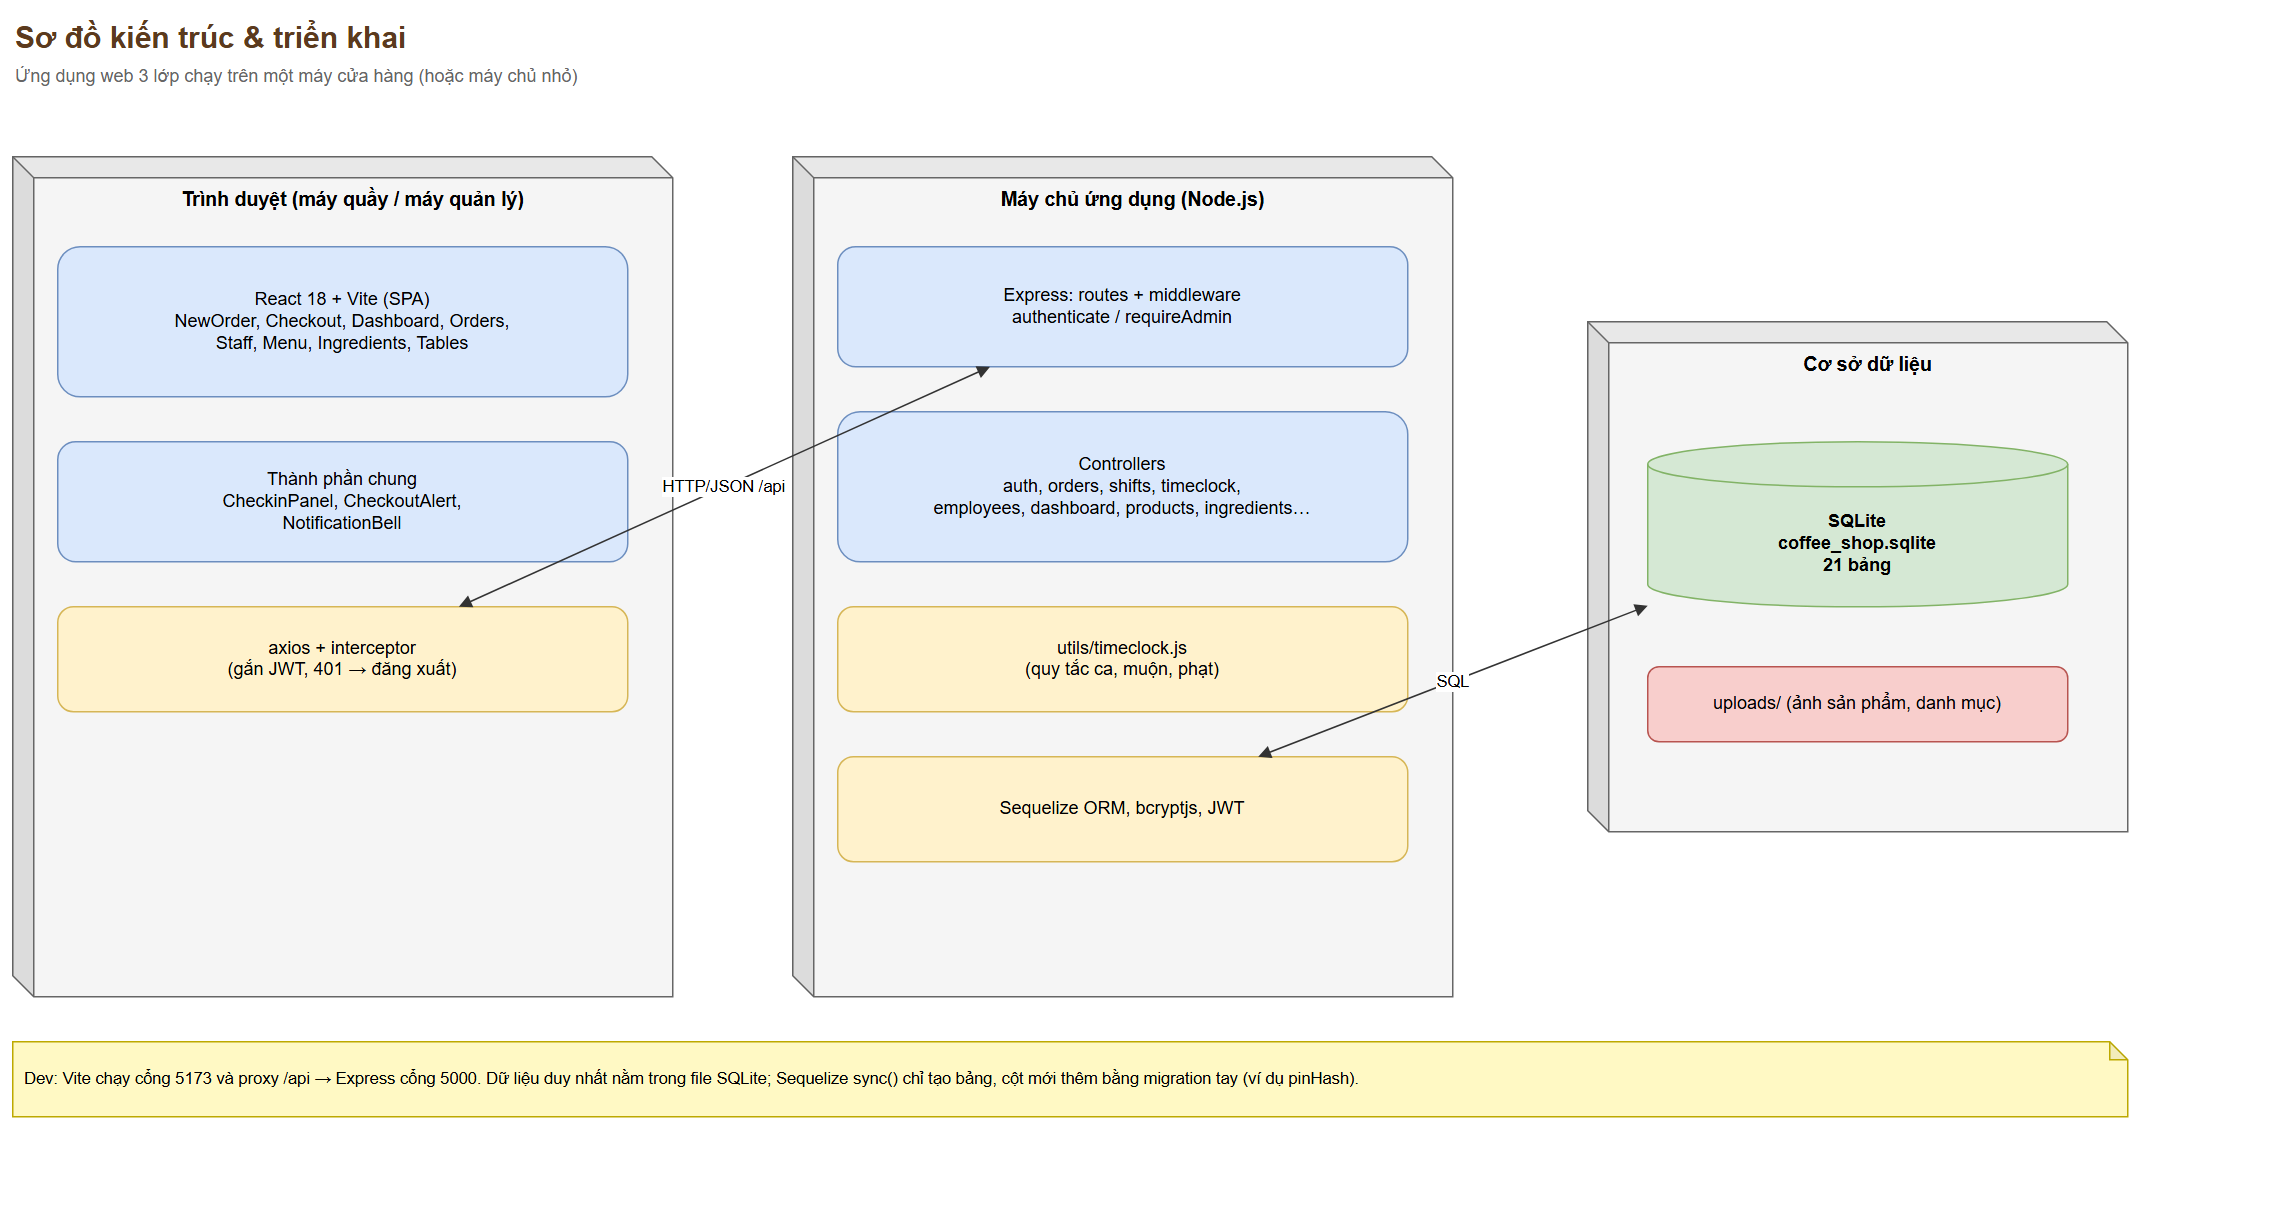 Sơ đồ kiến trúc & triển khai
Ứng dụng web 3 lớp chạy trên một máy cửa hàng (hoặc máy chủ nhỏ)
Trình duyệt (máy quầy / máy quản lý)
React 18 + Vite (SPA)
NewOrder, Checkout, Dashboard, Orders,
Staff, Menu, Ingredients, Tables
Thành phần chung
CheckinPanel, CheckoutAlert,
NotificationBell
axios + interceptor
(gắn JWT, 401 → đăng xuất)
HTTP/JSON /api
Máy chủ ứng dụng (Node.js)
Express: routes + middleware
authenticate / requireAdmin
Controllers
auth, orders, shifts, timeclock,
employees, dashboard, products, ingredients…
utils/timeclock.js
(quy tắc ca, muộn, phạt)
Sequelize ORM, bcryptjs, JWT
SQL
Cơ sở dữ liệu
SQLite
coffee_shop.sqlite
21 bảng
uploads/ (ảnh sản phẩm, danh mục)
Dev: Vite chạy cổng 5173 và proxy /api → Express cổng 5000. Dữ liệu duy nhất nằm trong file SQLite; Sequelize sync() chỉ tạo bảng, cột mới thêm bằng migration tay (ví dụ pinHash).